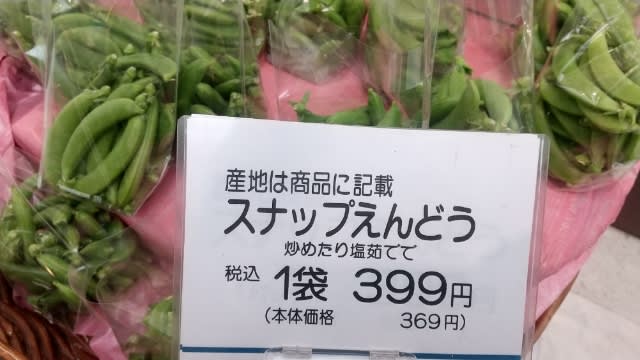 産地は商品に記載
スナップえんどう
炒めたり塩茹でで
税込 1袋 399円
(本体価格 369円)